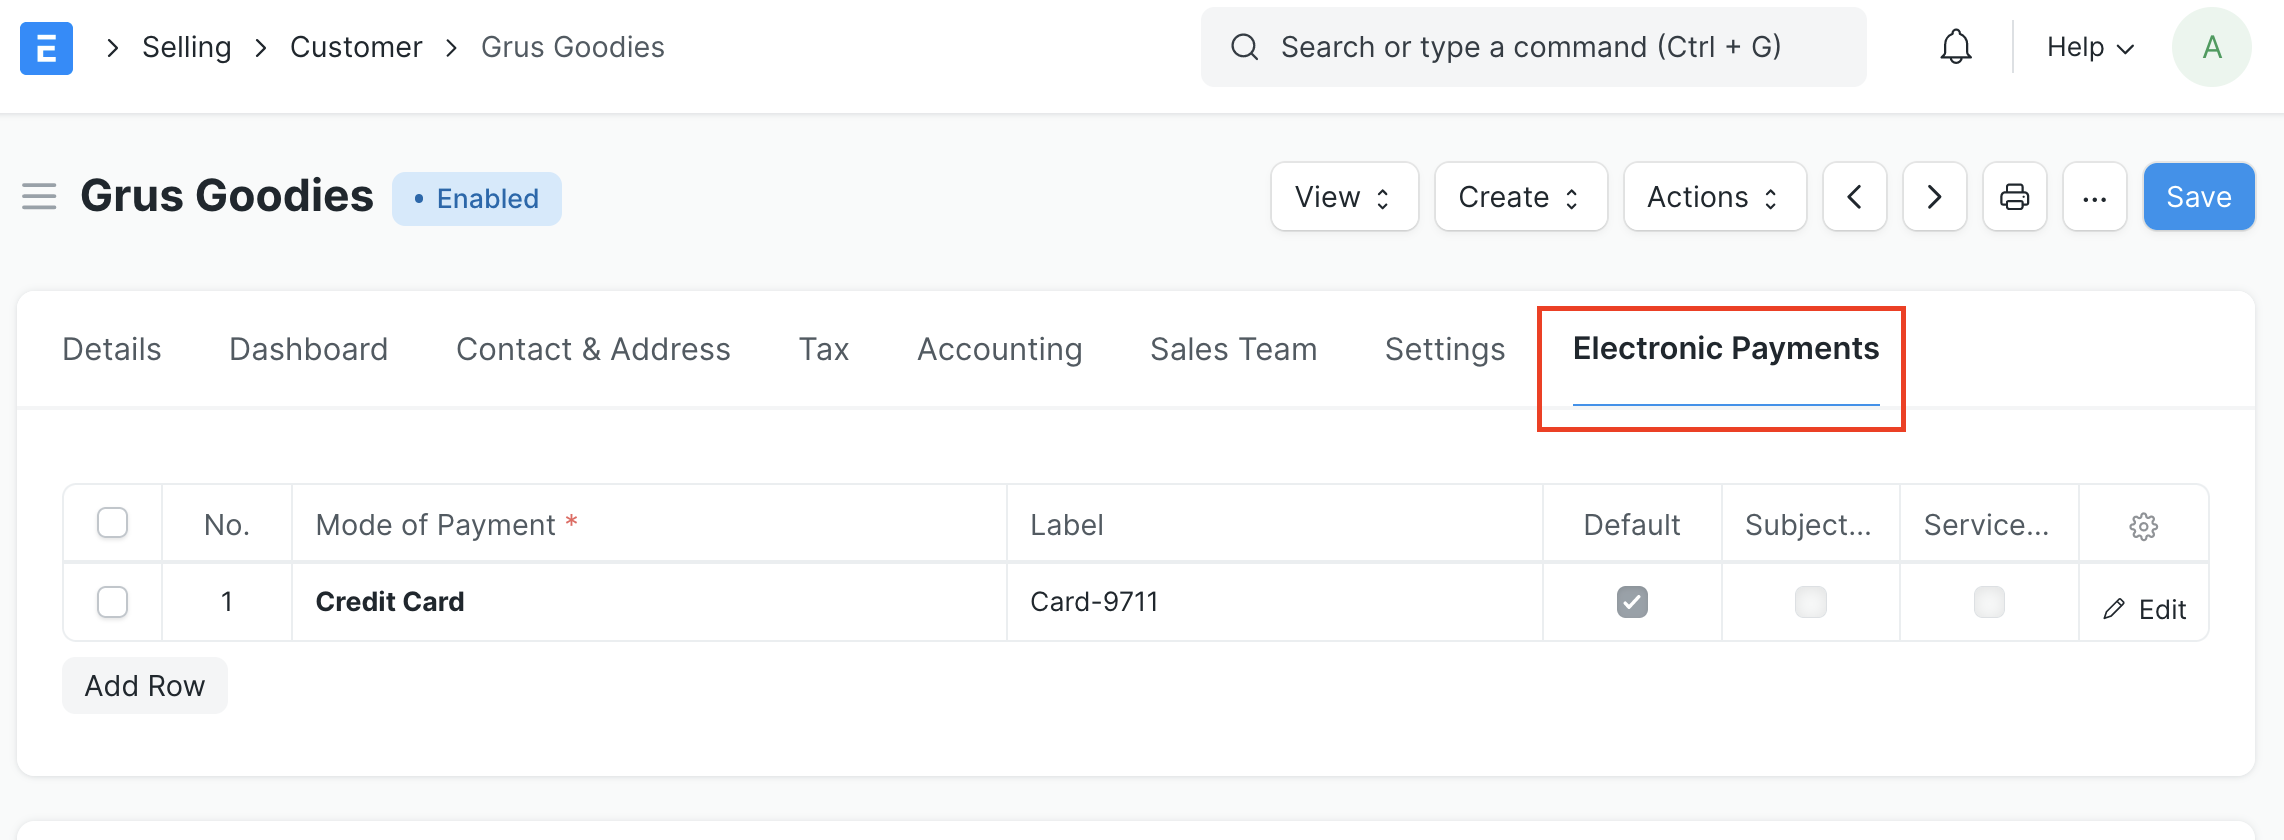 E > Selling > Customer > Grus Goodies Search or type a command (Ctrl + G) Help A
Grus Goodies • Enabled View Create Actions ... Save
Details Dashboard Contact & Address Tax Accounting Sales Team Settings Electronic Payments
No. Mode of Payment * Label Default Subject... Service...
1 Credit Card Card-9711 Edit
Add Row